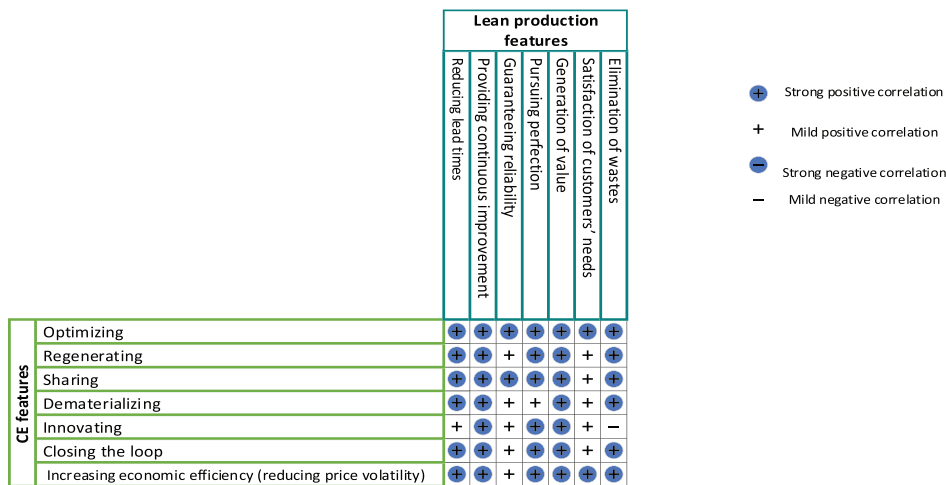 Lean production
features
Reducing lead times
Providing continuous improvement
Guaranteeing reliability
Pursuing perfection
Generation of value
Satisfaction of customers' needs
Elimination of wastes
+ Strong positive correlation
+ Mild positive correlation
− Strong negative correlation
− Mild negative correlation
CE features
Optimizing + + + + + + +
Regenerating + + + + + + +
Sharing + + + + + + +
Dematerializing + + + + + + +
Innovating + + + + + + −
Closing the loop + + + + + + +
Increasing economic efficiency (reducing price volatility) + + + + + + +